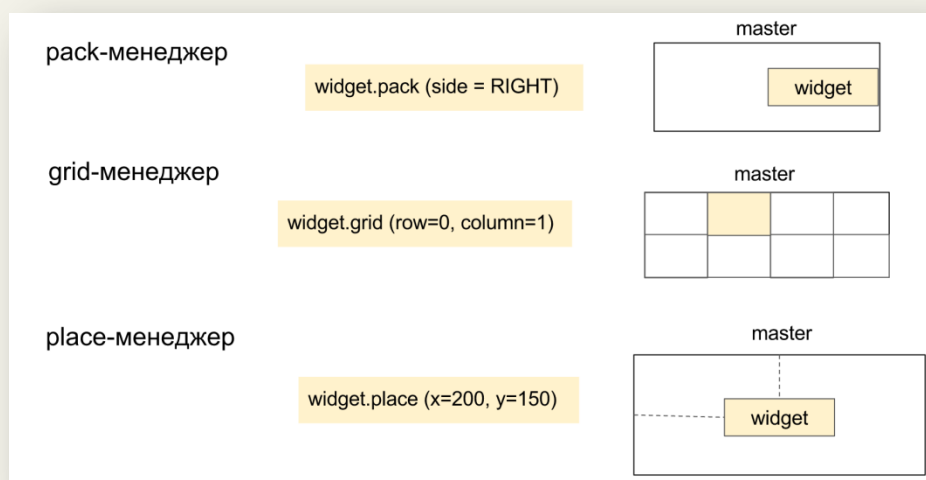 master
pack-менеджер
widget.pack (side = RIGHT)
widget
grid-менеджер
master
widget.grid (row=0, column=1)
place-менеджер
master
widget.place (x=200, y=150)
widget